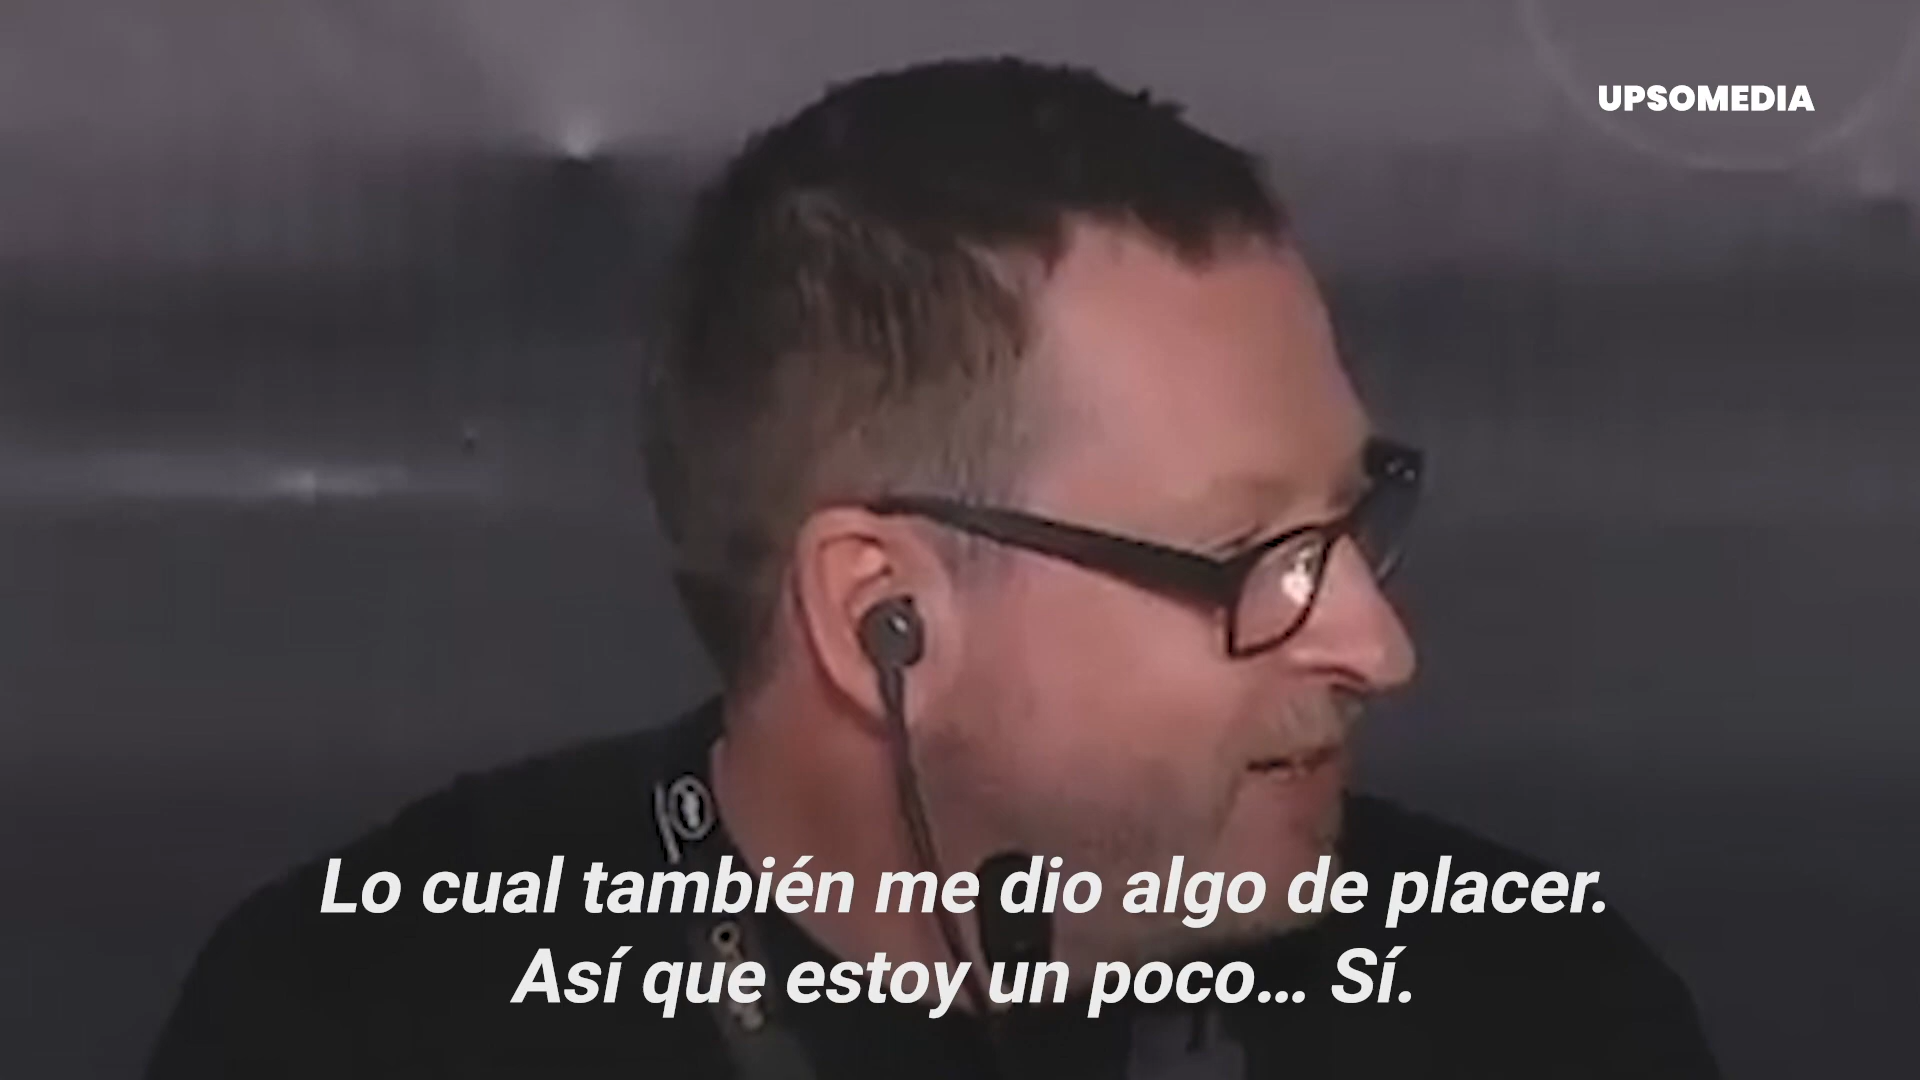 UPSOMEDIA
Lo cual también me dio algo de placer.
Así que estoy un poco... Sí.